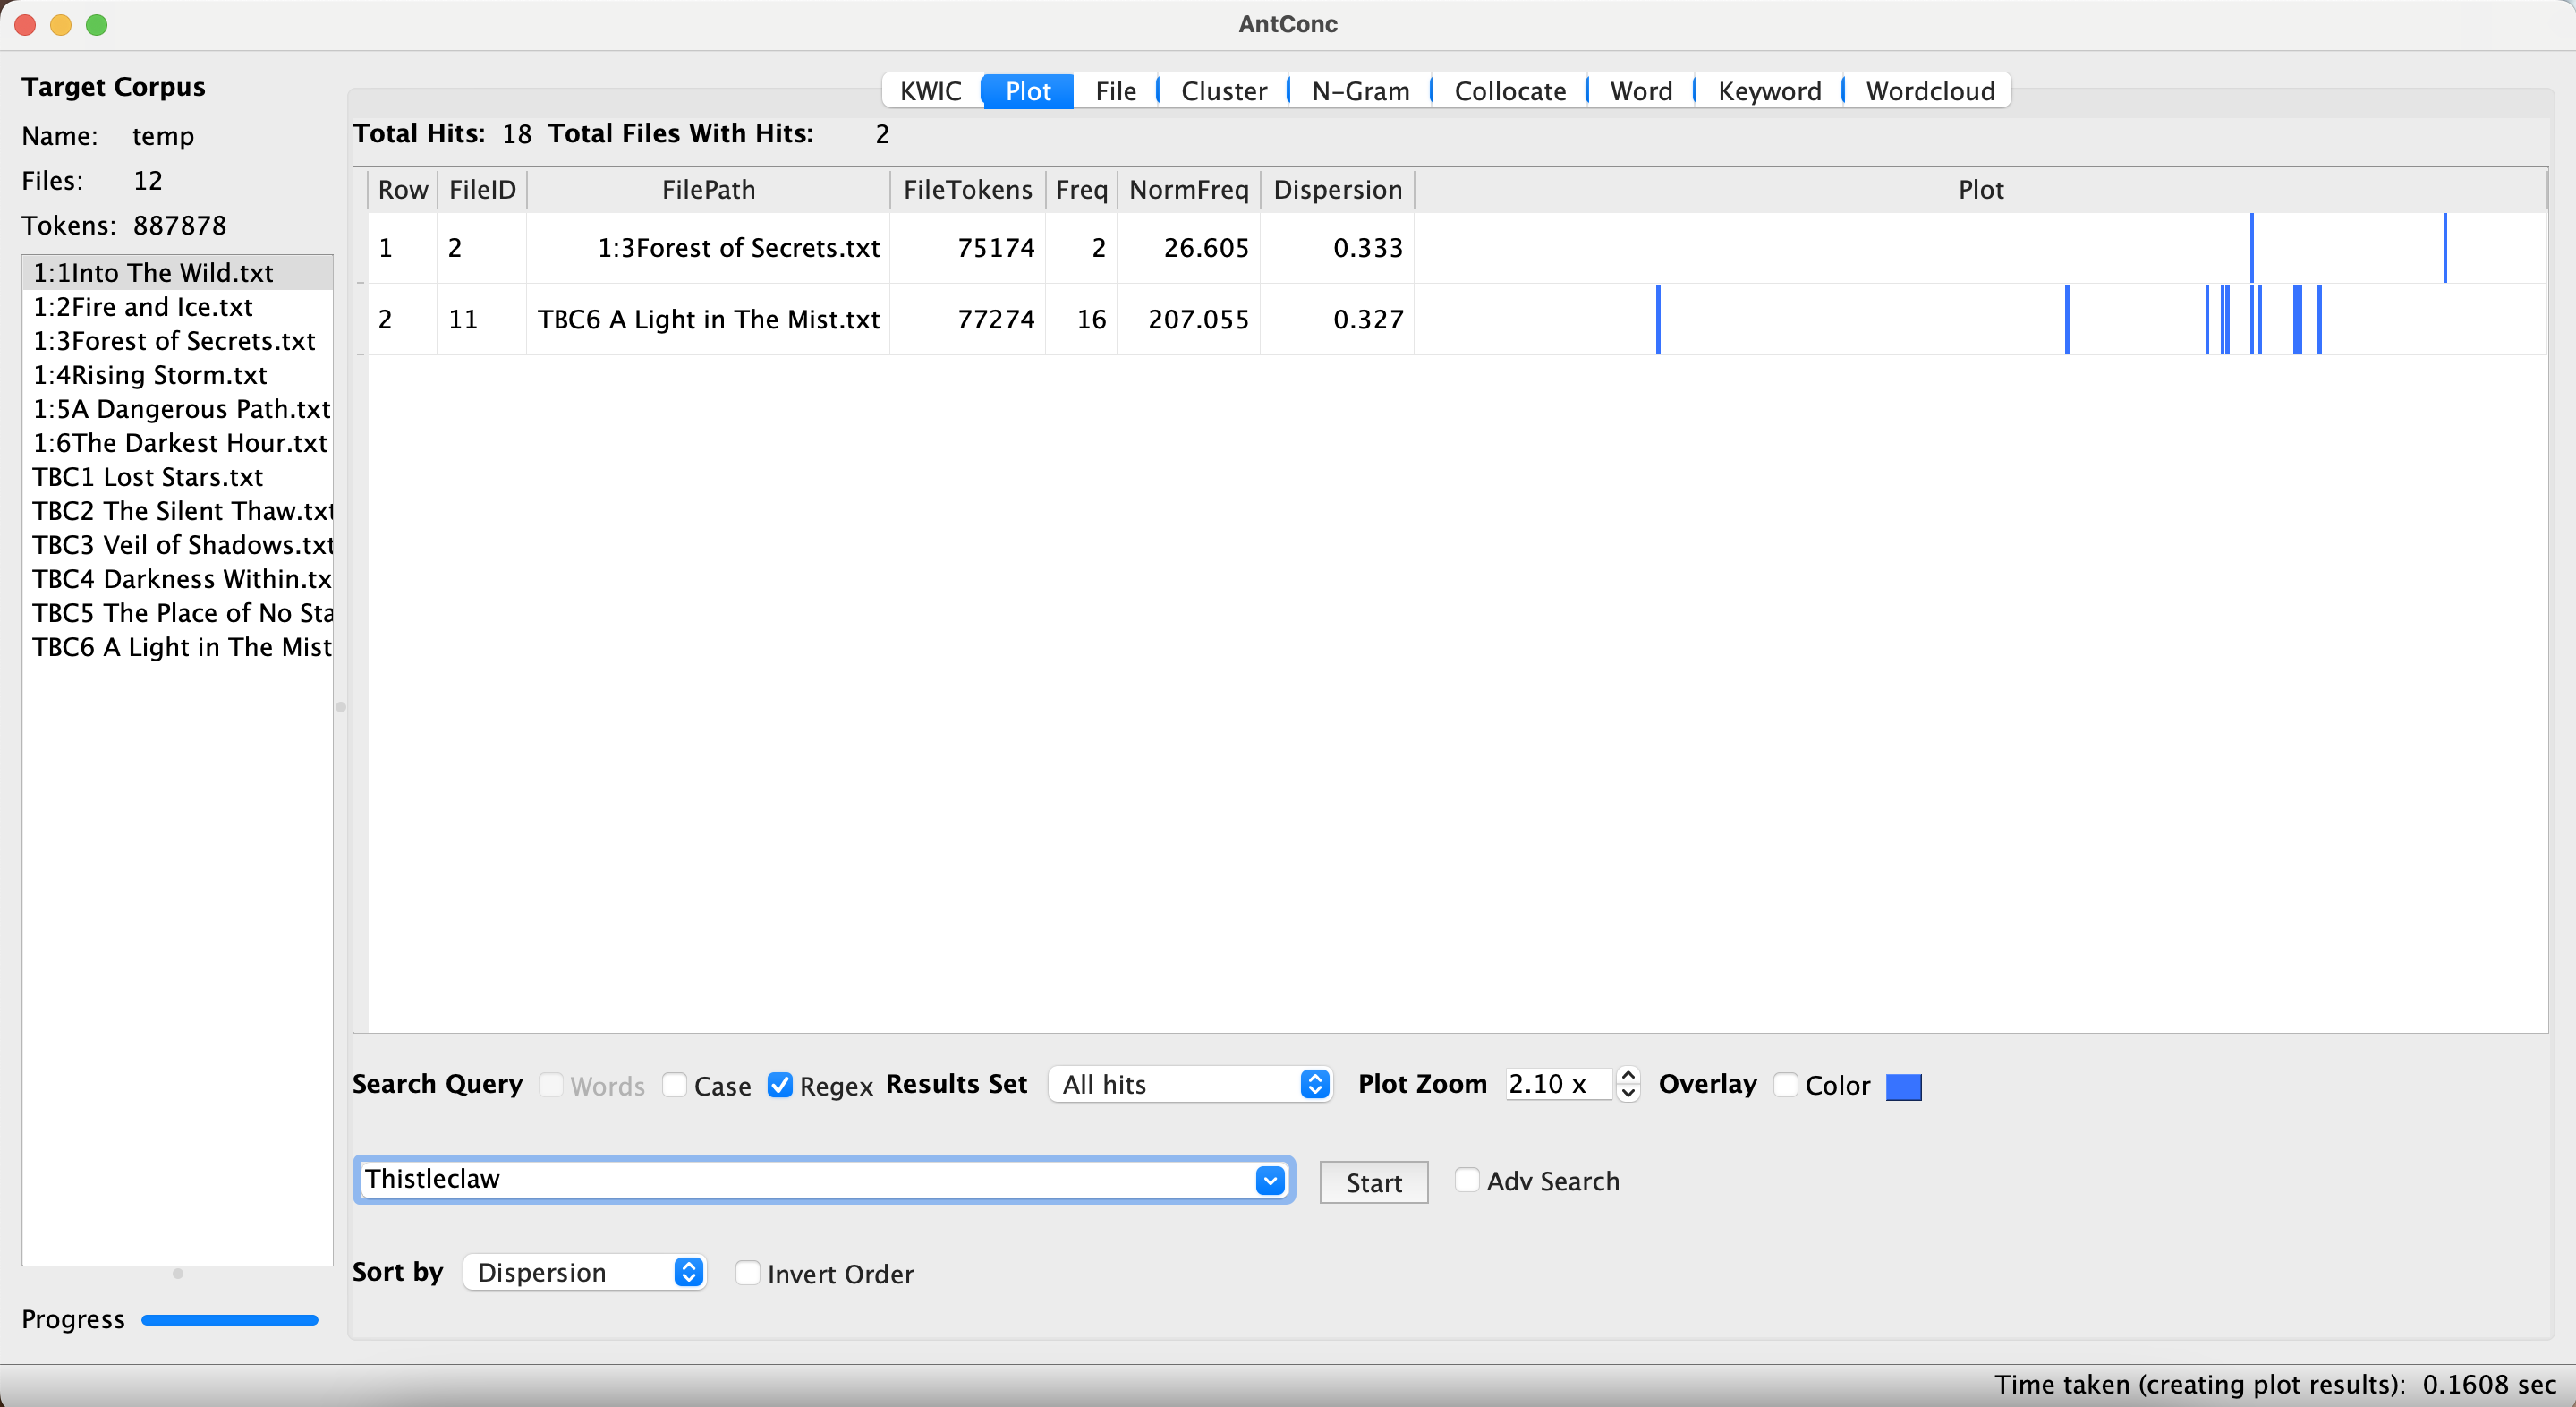 AntConc
Target Corpus
Name: temp
Files: 12
Tokens: 887878
1:1Into The Wild.txt
1:2Fire and Ice.txt
1:3Forest of Secrets.txt
1:4Rising Storm.txt
1:5A Dangerous Path.txt
1:6The Darkest Hour.txt
TBC1 Lost Stars.txt
TBC2 The Silent Thaw.txt
TBC3 Veil of Shadows.txt
TBC4 Darkness Within.tx
TBC5 The Place of No Sta
TBC6 A Light in The Mist
Progress
KWIC Plot File Cluster N-Gram Collocate Word Keyword Wordcloud
Total Hits: 18 Total Files With Hits: 2
Row FileID FilePath FileTokens Freq NormFreq Dispersion Plot
1 2 1:3Forest of Secrets.txt 75174 2 26.605 0.333
2 11 TBC6 A Light in The Mist.txt 77274 16 207.055 0.327
Search Query Words Case Regex Results Set All hits Plot Zoom 2.10 x Overlay Color
Thistleclaw Start Adv Search
Sort by Dispersion Invert Order
Time taken (creating plot results): 0.1608 sec